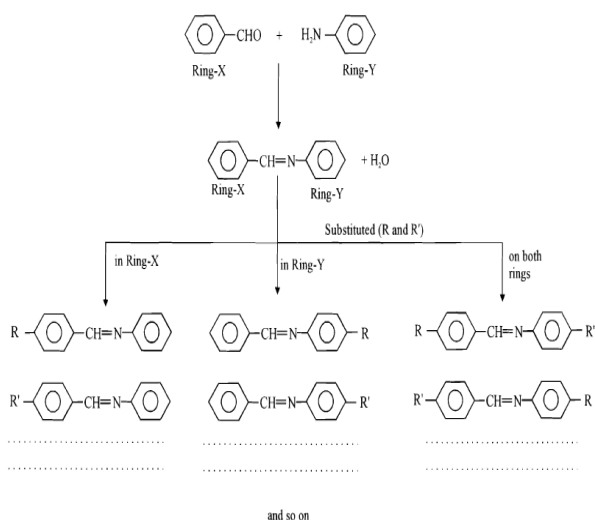 CHO + H₂N
Ring-X Ring-Y
CH=N + H₂O
Ring-X Ring-Y
Substituted (R and R')
in Ring-X in Ring-Y on both
rings
R CH=N CH=N R R CH=N R'
R' CH=N CH=N R' R' CH=N R
and so on